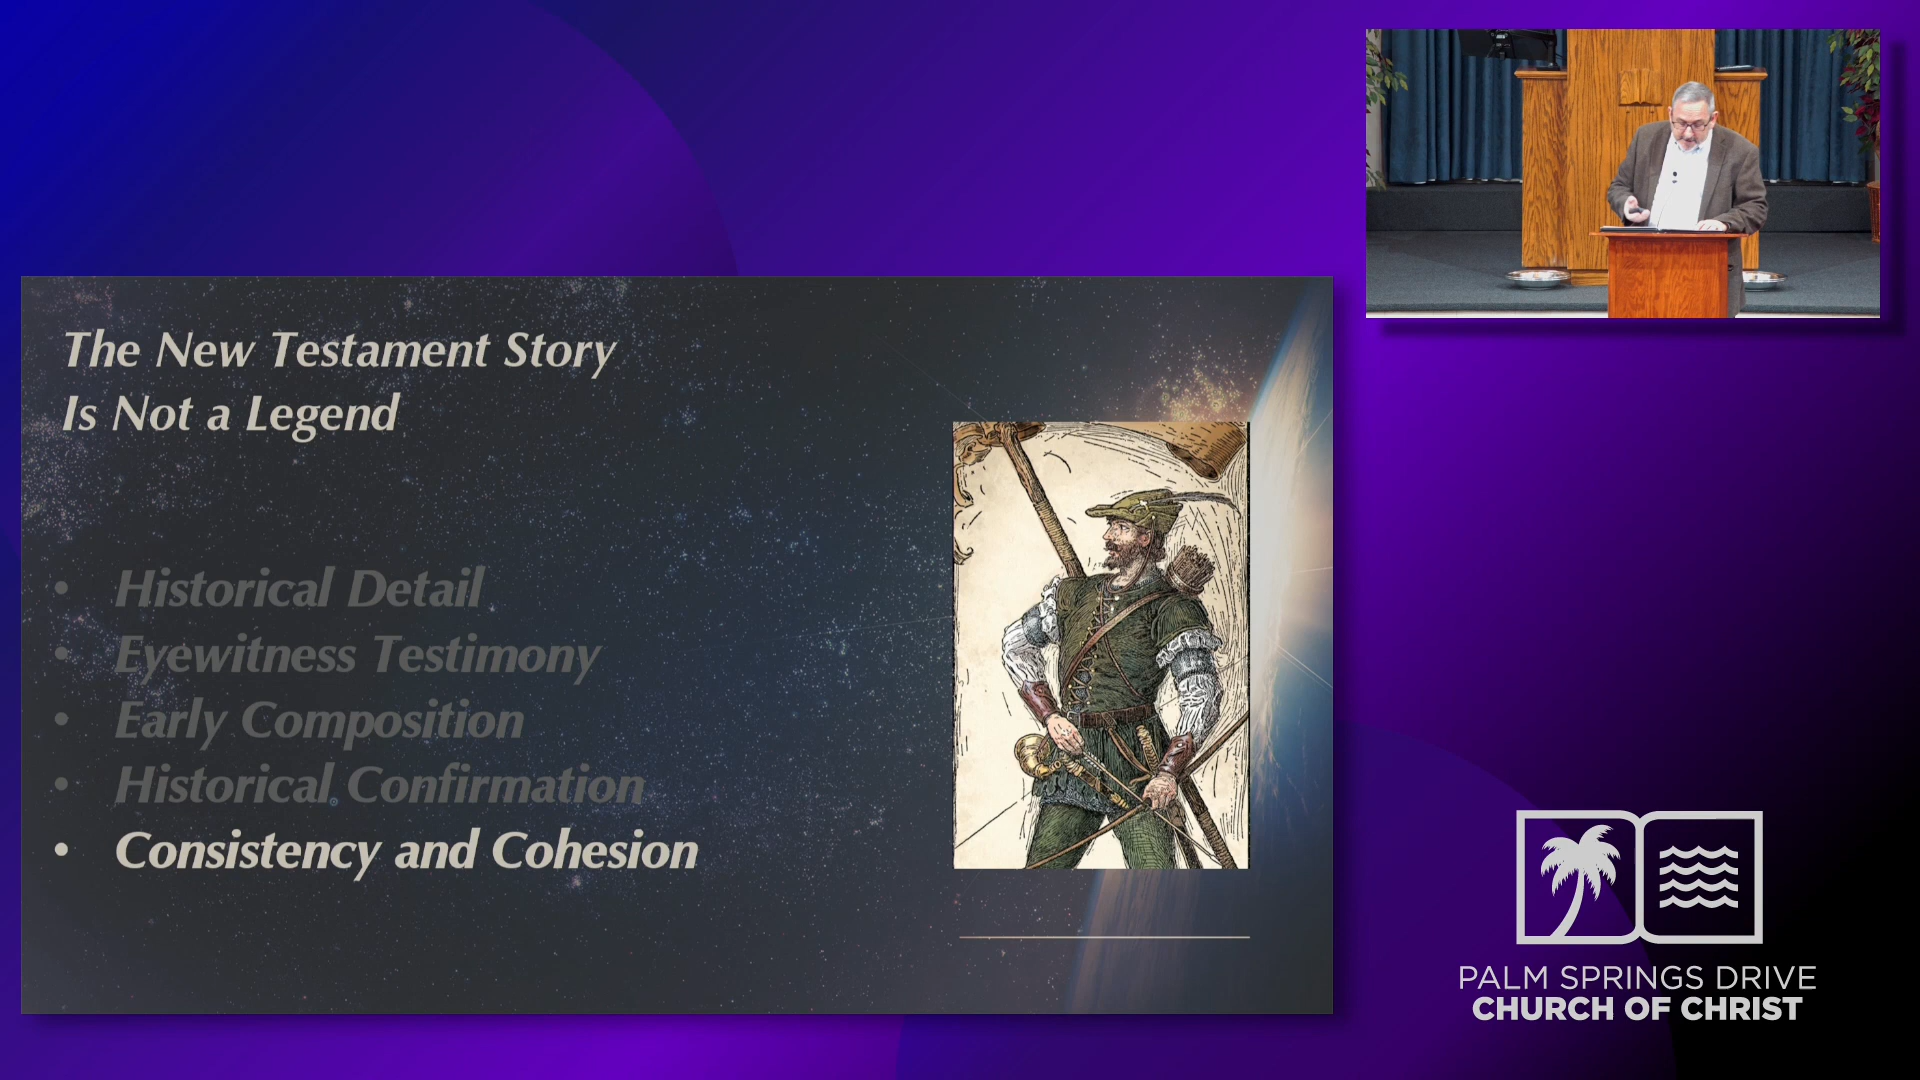 The New Testament Story
Is Not a Legend
• Historical Detail
• Eyewitness Testimony
• Early Composition
• Historical Confirmation
• Consistency and Cohesion
PALM SPRINGS DRIVE
CHURCH OF CHRIST